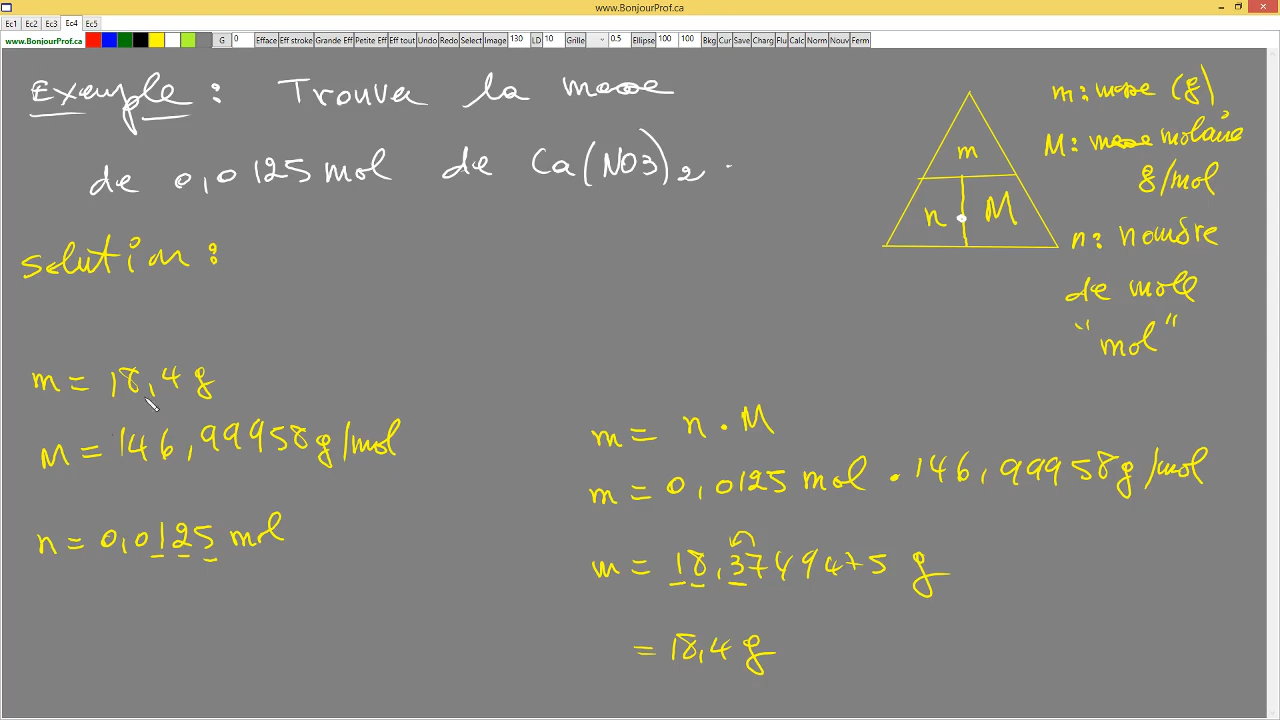 www.BonjourProf.ca
Ec1 Ec2 Ec3 Ec4 Ec5
www.BonjourProf.ca G 0 Efface Eff stroke Grande Eff Petite Eff Eff tout Undo Redo Select Image 130 LD 10 Grille 0.5 Ellipse 100 100 Bkg Cur Save Charg Flu Calc Norm Nouv Ferm
Exemple : Trouver la masse
de 0,0125 mol de Ca(NO3)2.
Solution :
m = 18,4 g
M = 146,99958 g/mol
n = 0,0125 mol
m
n . M
m: masse (g)
M: masse molaire
g/mol
n: nombre
de mole
"mol"
m = n . M
m = 0,0125 mol . 146,99958 g/mol
m = 18,3749475 g
= 18,4 g